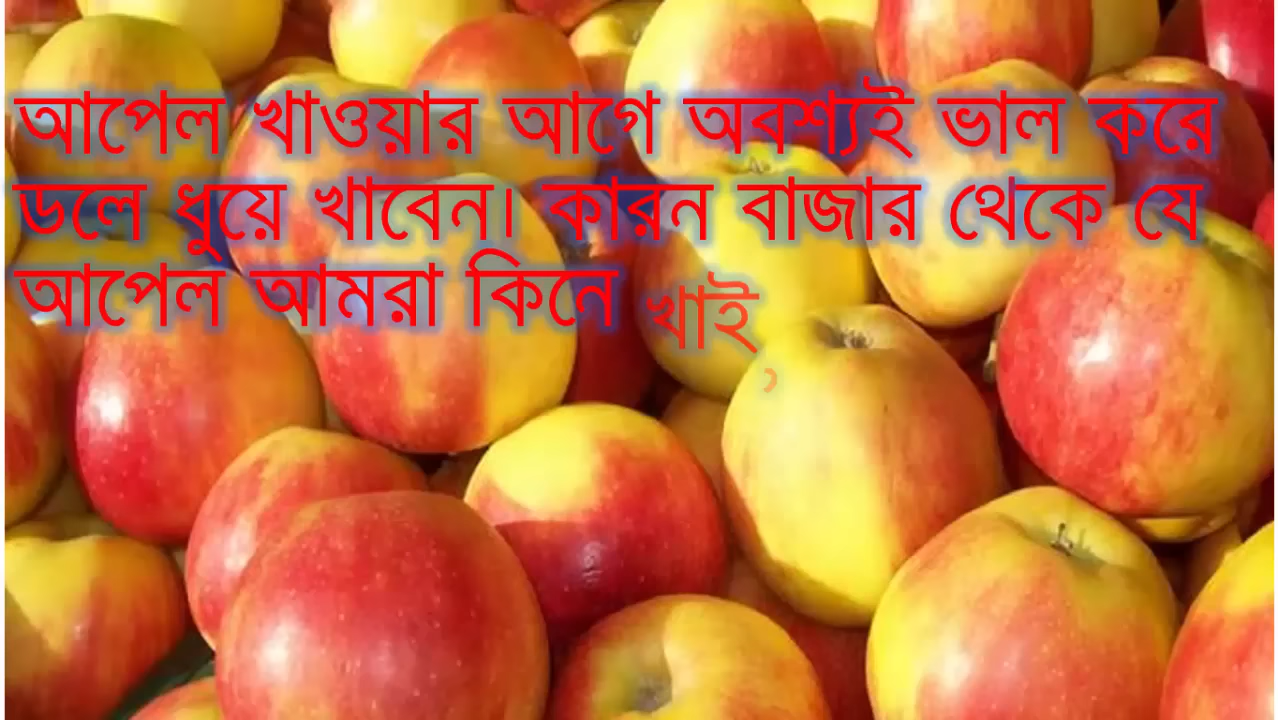 আপেল খাওয়ার আগে অবশ্যই ভাল করে
ডলে ধুয়ে খাবেন। কারন বাজার থেকে যে
আপেল আমরা কিনে খাই,